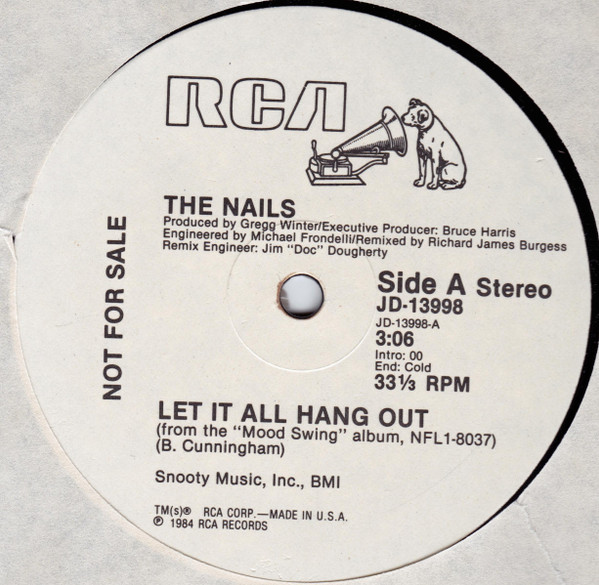 RCA
THE NAILS
Produced by Gregg Winter/Executive Producer: Bruce Harris
Engineered by Michael Frondelli/Remixed by Richard James Burgess
Remix Engineer: Jim "Doc" Dougherty
NOT FOR SALE
Side A Stereo
JD-13998
JD-13998-A
3:06
Intro: 00
End: Cold
33⅓ RPM
LET IT ALL HANG OUT
(from the "Mood Swing" album, NFL1-8037)
(B. Cunningham)
Snooty Music, Inc., BMI
TM(s)® RCA CORP.—MADE IN U.S.A.
℗ 1984 RCA RECORDS